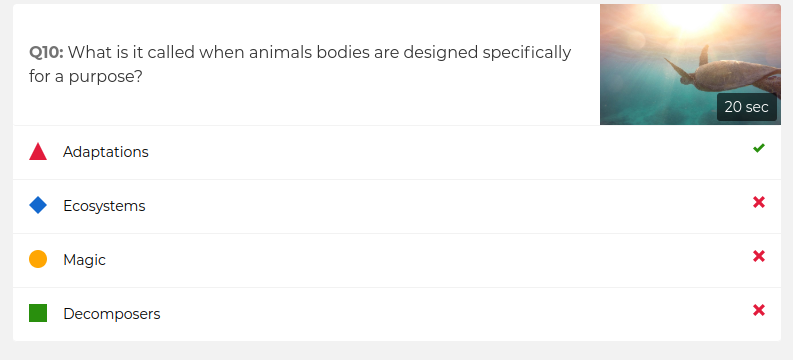 Q10: What is it called when animals bodies are designed specifically
for a purpose?
20 sec
Adaptations
Ecosystems
Magic
Decomposers